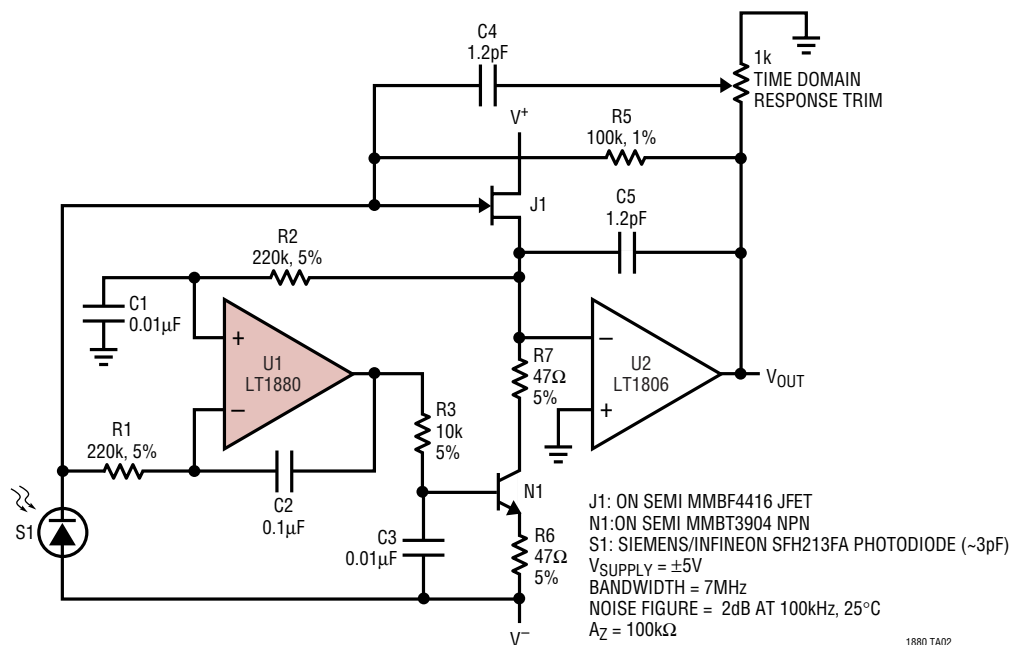 C4
1.2pF
1k
TIME DOMAIN
RESPONSE TRIM
V+
R5
100k, 1%
J1
C5
1.2pF
R2
220k, 5%
C1
0.01µF
+
U1
LT1880
–
R7
47Ω
5%
–
U2
LT1806
+
VOUT
R1
220k, 5%
R3
10k
5%
C2
0.1µF
N1
S1
C3
0.01µF
R6
47Ω
5%
V–
J1: ON SEMI MMBF4416 JFET
N1:ON SEMI MMBT3904 NPN
S1: SIEMENS/INFINEON SFH213FA PHOTODIODE (~3pF)
VSUPPLY = ±5V
BANDWIDTH = 7MHz
NOISE FIGURE = 2dB AT 100kHz, 25°C
AZ = 100kΩ
1880 TA02